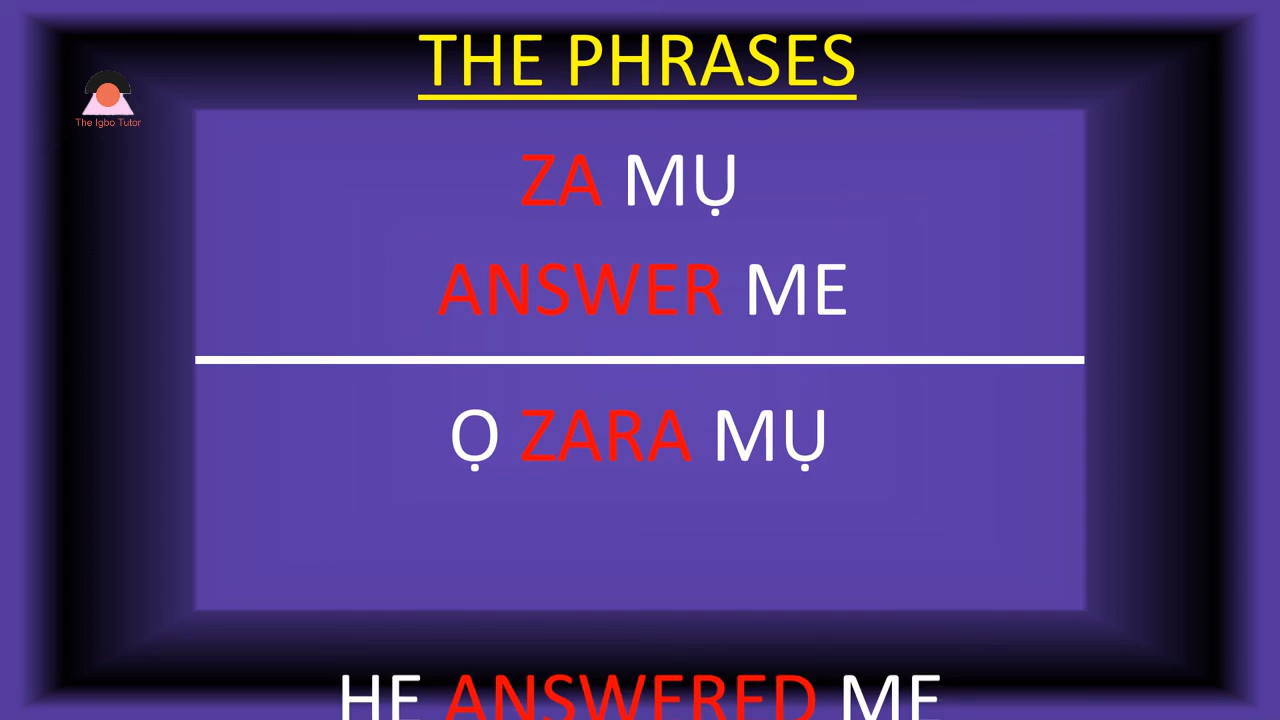 THE PHRASES
The Igbo Tutor
ZA MỤ
ANSWER ME
Ọ ZARA MỤ
HE ANSWERED ME